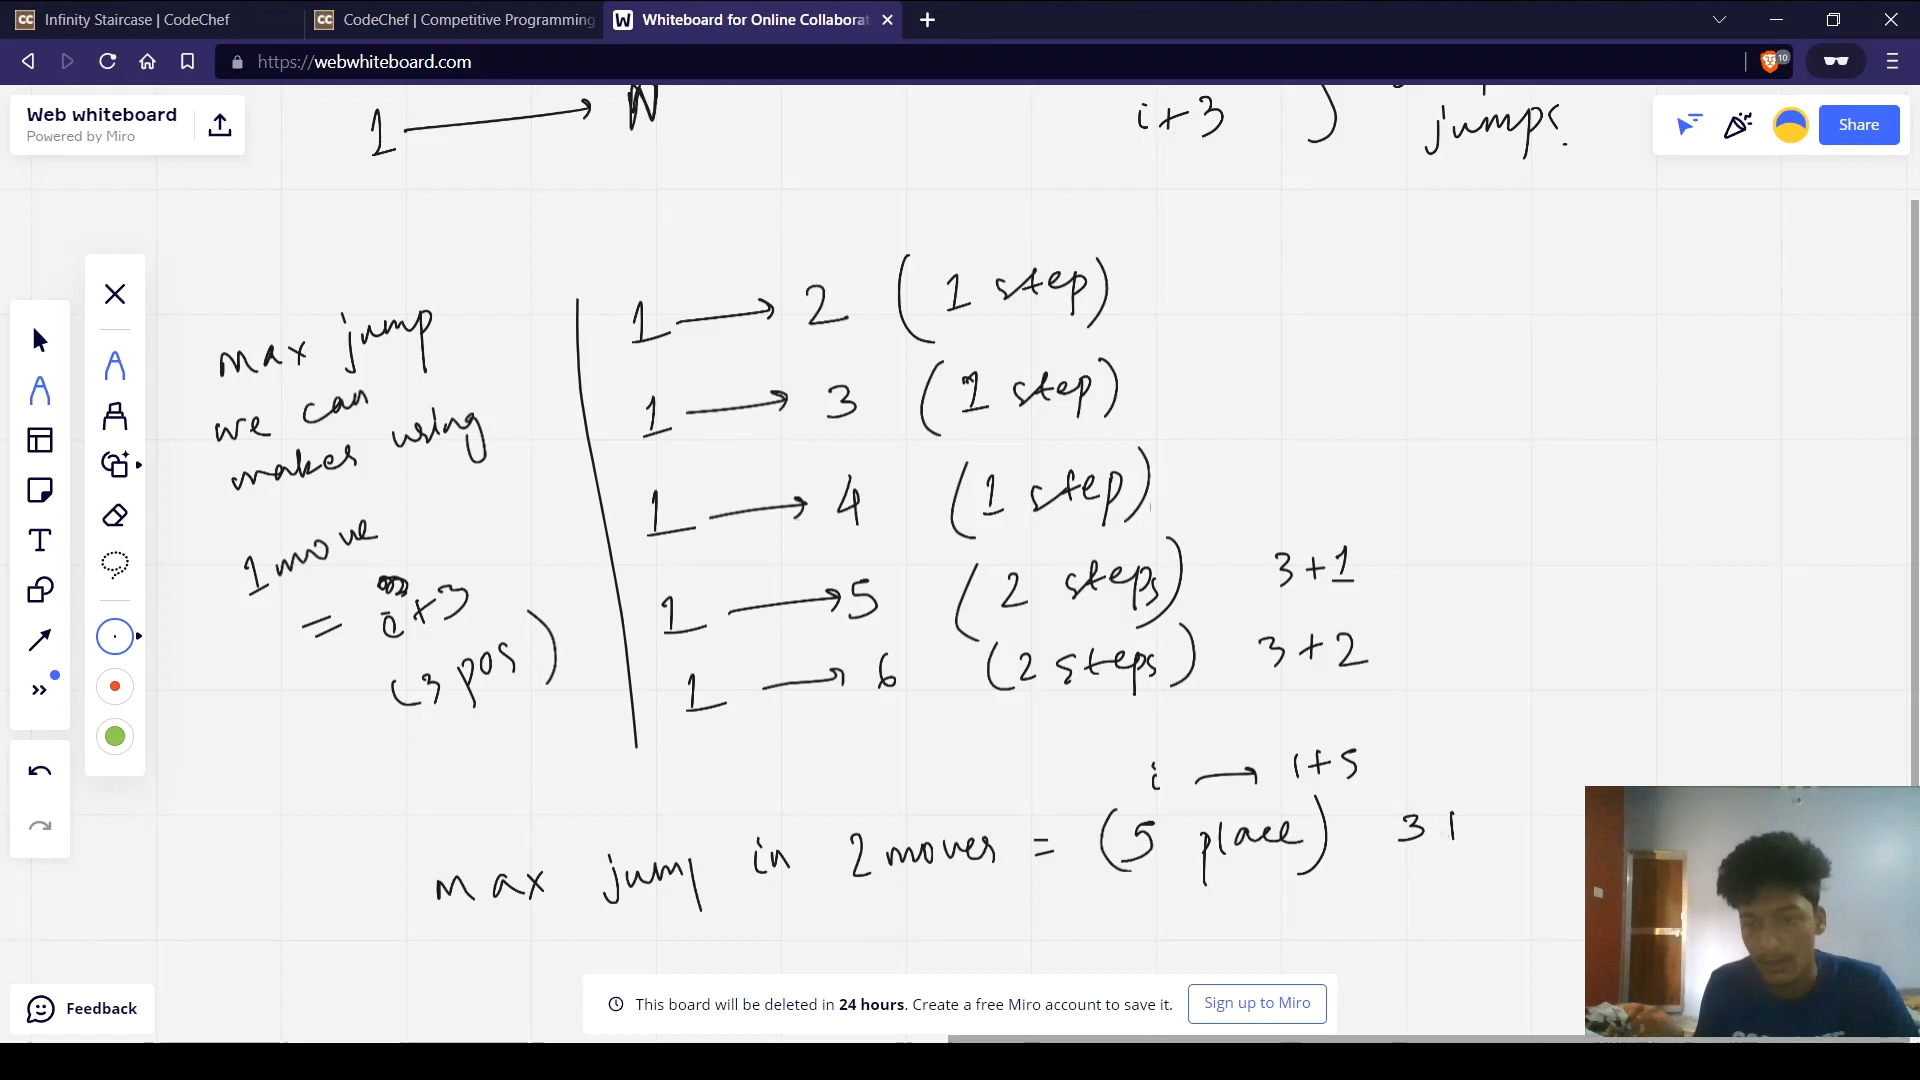 Infinity Staircase | CodeChef
CodeChef | Competitive Programming
Whiteboard for Online Collaborat
https://webwhiteboard.com
10
Web whiteboard
Powered by Miro
Share
1 → N
i+3 )
jumps.
max jump
we can
makes using
1 move
= i+3
(3 pos)
1 → 2 (1 step)
1 → 3 (1 step)
1 → 4 (1 step)
1 → 5 (2 steps) 3+1
1 → 6 (2 steps) 3+2
i → i+5
max jump in 2 moves = (5 place) 3 1
T
Feedback
This board will be deleted in 24 hours. Create a free Miro account to save it.
Sign up to Miro